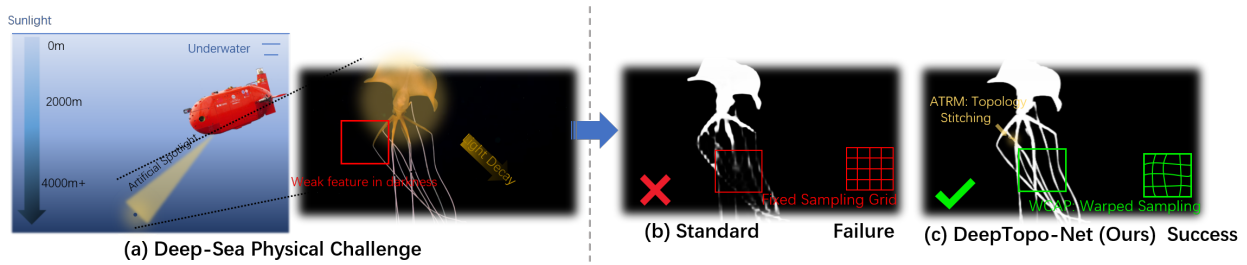 Sunlight
0m
Underwater
2000m
4000m+
Artificial Spotlight
Light Decay
Weak feature in darkness
(a) Deep-Sea Physical Challenge
Fixed Sampling Grid
(b) Standard Failure
ATRM: Topology
Stitching
WCAP: Warped Sampling
(c) DeepTopo-Net (Ours) Success